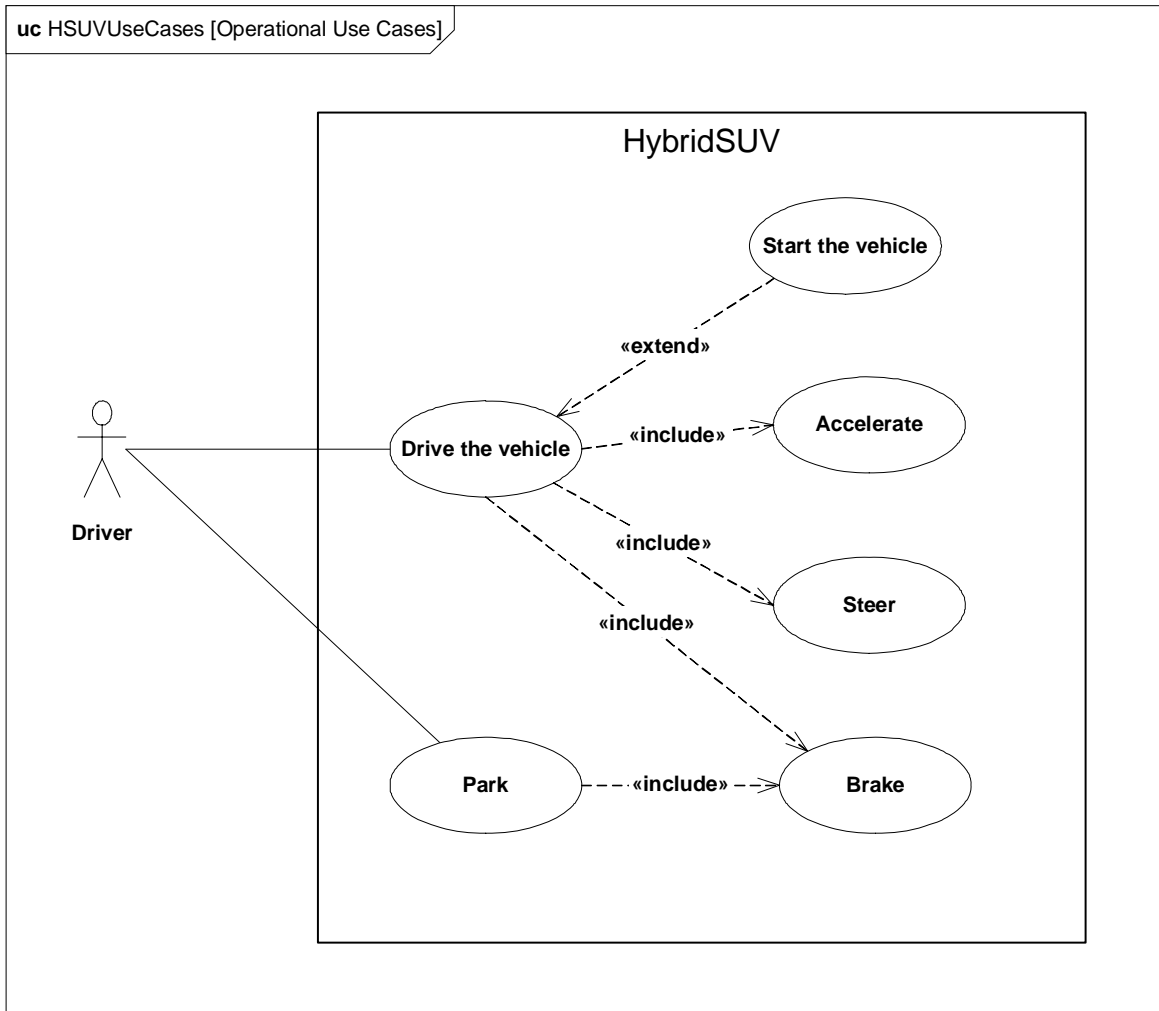 uc HSUVUseCases [Operational Use Cases]
HybridSUV
Start the vehicle
«extend»
Accelerate
«include»
Drive the vehicle
Driver
«include»
Steer
«include»
Park
«include»
Brake